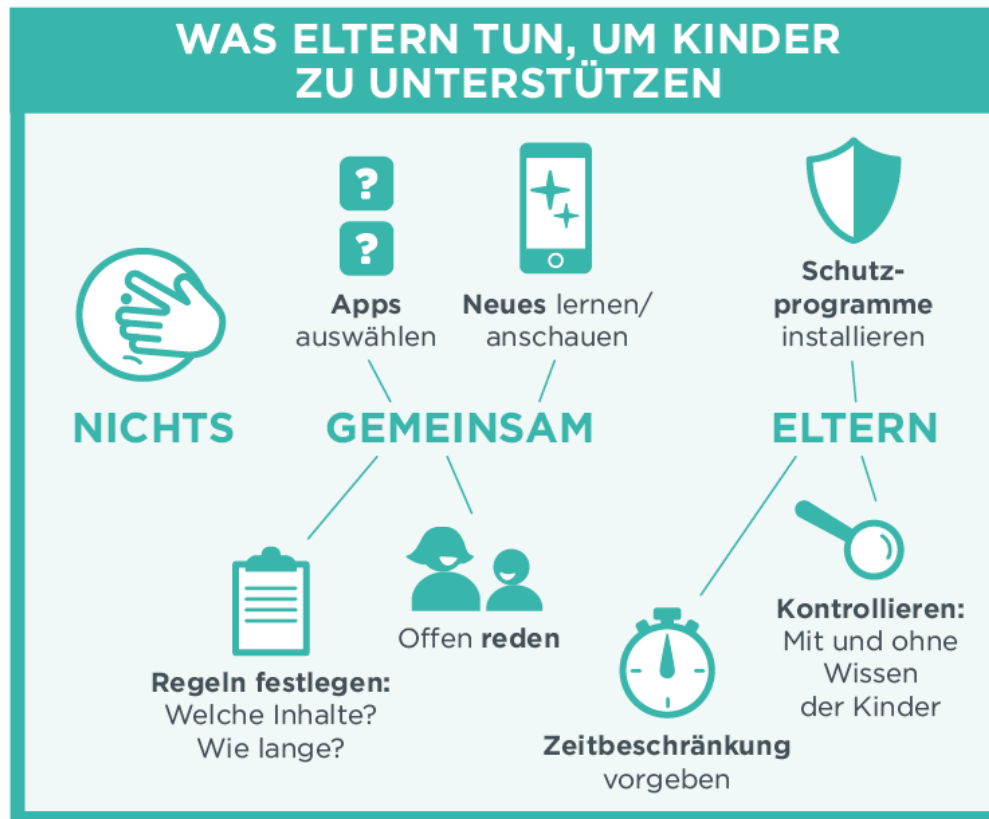 WAS ELTERN TUN, UM KINDER
ZU UNTERSTÜTZEN
?
?
Apps
auswählen
Neues lernen/
anschauen
Schutz-
programme
installieren
NICHTS
GEMEINSAM
ELTERN
Regeln festlegen:
Welche Inhalte?
Wie lange?
Offen reden
Zeitbeschränkung
vorgeben
Kontrollieren:
Mit und ohne
Wissen
der Kinder